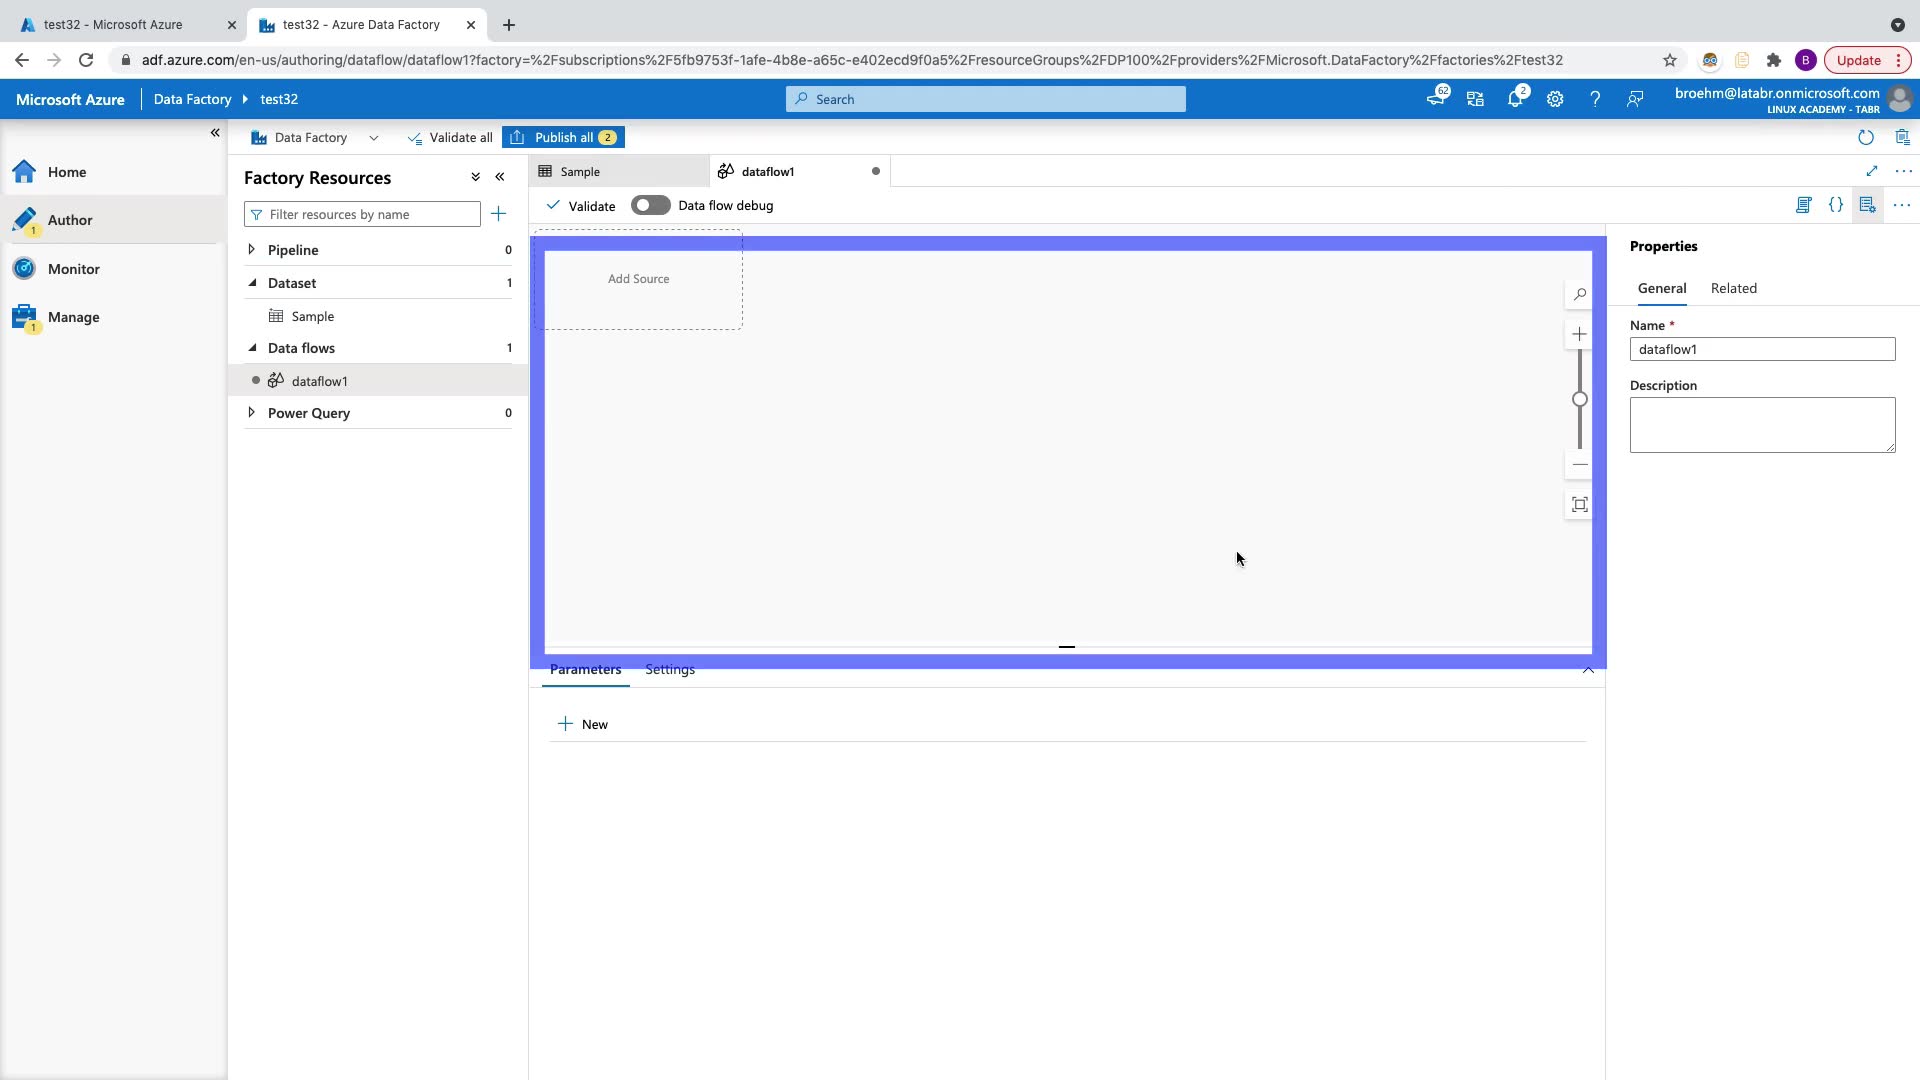 test32 - Microsoft Azure
test32 - Azure Data Factory
adf.azure.com/en-us/authoring/dataflow/dataflow1?factory=%2Fsubscriptions%2F5fb9753f-1afe-4b8e-a65c-e402ecd9f0a5%2FresourceGroups%2FDP100%2Fproviders%2FMicrosoft.DataFactory%2Ffactories%2Ftest32
B
Update
Microsoft Azure
Data Factory
test32
Search
62
2
broehm@latabr.onmicrosoft.com
LINUX ACADEMY - TABR
Data Factory
Validate all
Publish all 2
Home
Author
1
Monitor
Manage
1
Factory Resources
Filter resources by name
Pipeline 0
Dataset 1
Sample
Data flows 1
dataflow1
Power Query 0
Sample
dataflow1
Validate
Data flow debug
Add Source
Parameters
Settings
New
Properties
General
Related
Name *
dataflow1
Description